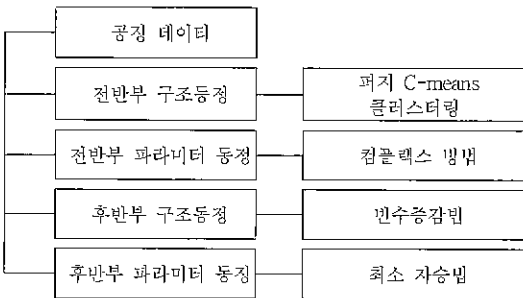 공정 데이터
전반부 구조동정
퍼지 C-means
클러스터링
전반부 파라미터 동정
컴플렉스 방법
후반부 구조동정
변수증감법
후반부 파라미터 동정
최소 자승법